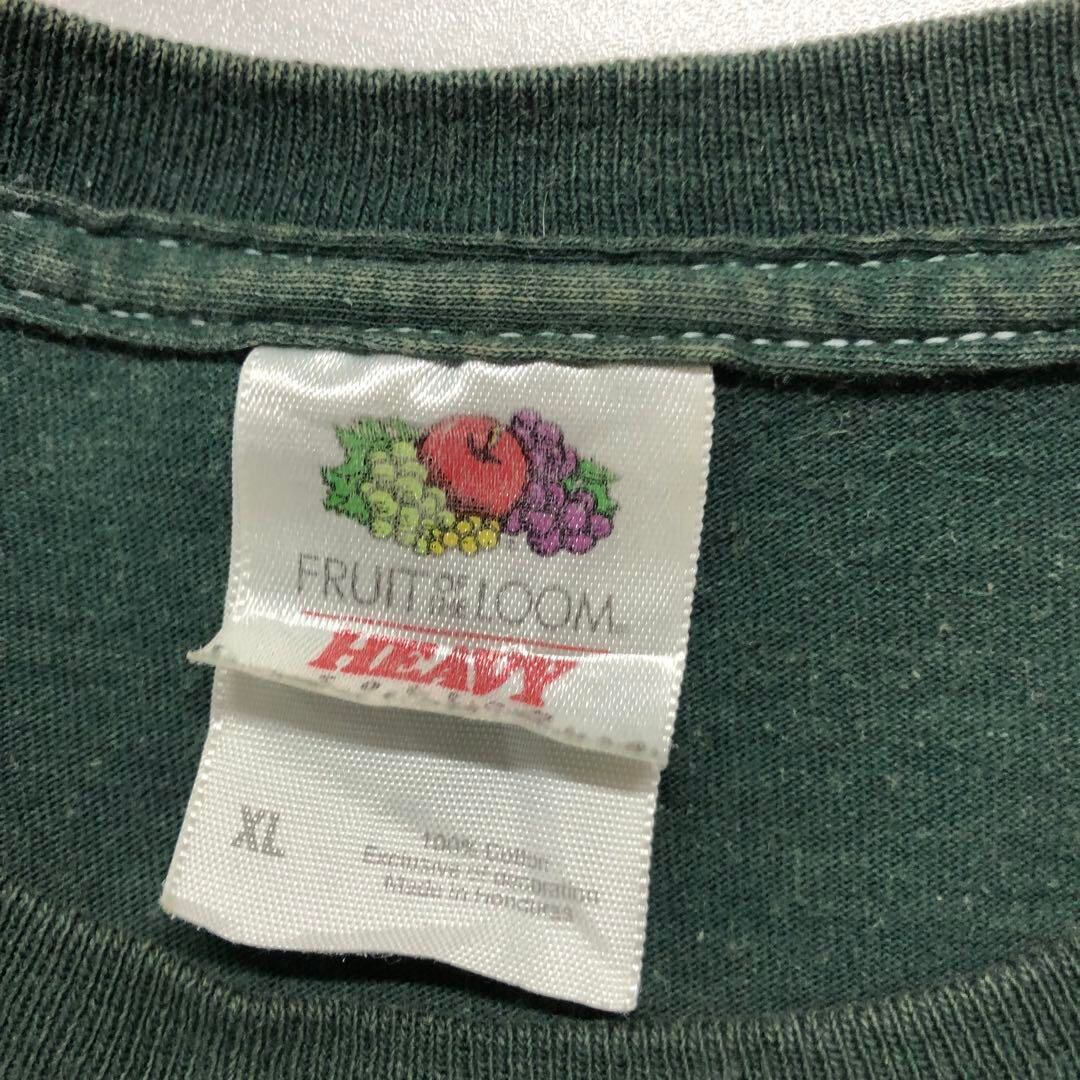 FRUIT OF THE LOOM
HEAVY
XL
100% Cotton
Exclusive of decoration
Made in Honduras